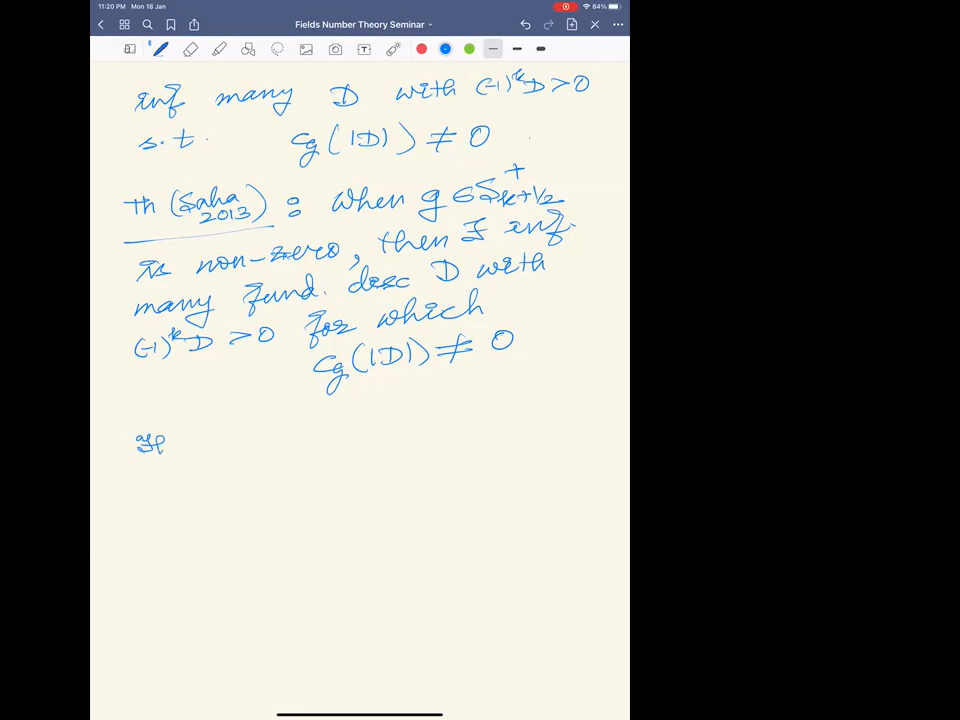 11:20 PM Mon 18 Jan
84%
Fields Number Theory Seminar
inf many D with (-1)^k D > 0
s.t. c_g(|D|) ≠ 0
Th (Saha 2013) : When g ∈ S^+_{k+1/2}
is non-zero, then ∃ inf.
many fund. disc D with
(-1)^k D > 0 for which
c_g(|D|) ≠ 0